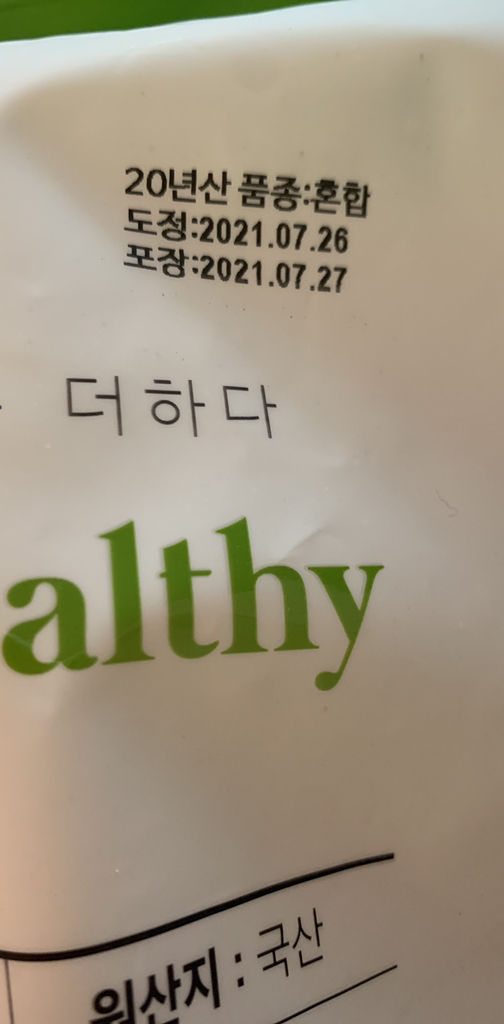 20년산 품종:혼합
도정:2021.07.26
포장:2021.07.27
더하다
althy
원산지 : 국산